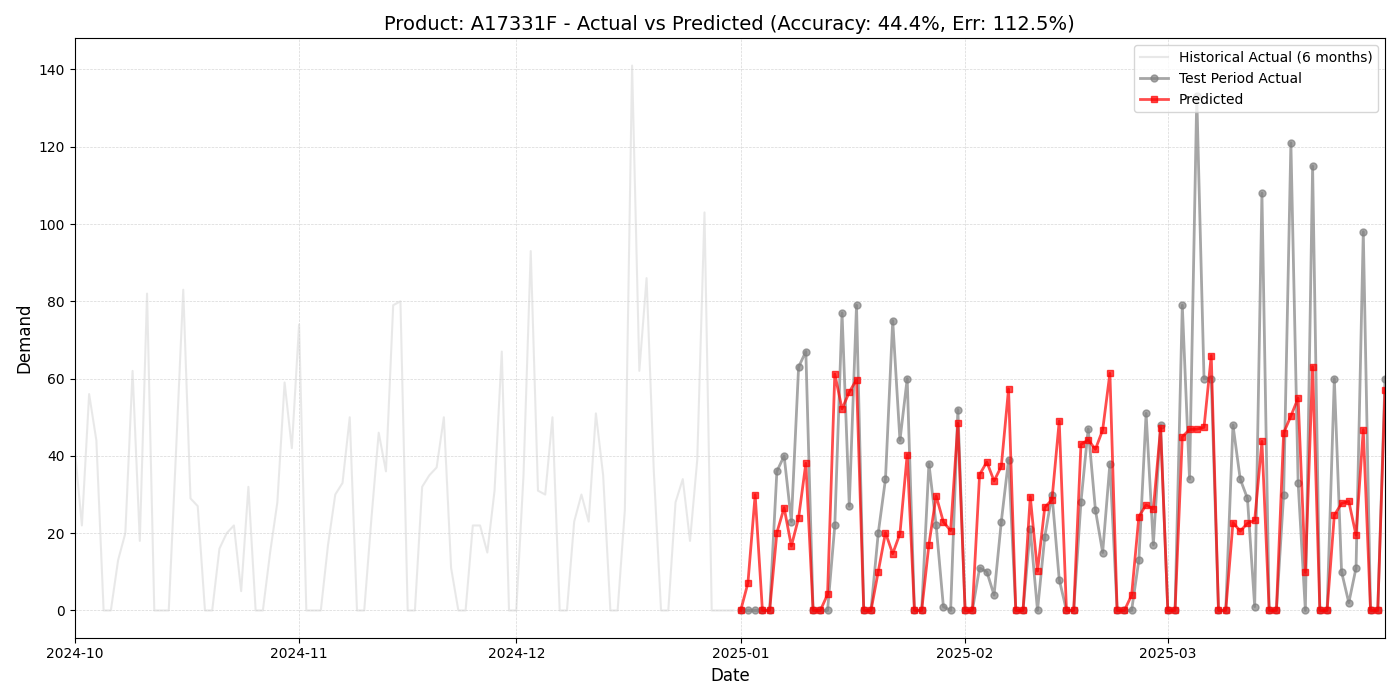 Product: A17331F - Actual vs Predicted (Accuracy: 44.4%, Err: 112.5%)
Historical Actual (6 months)
Test Period Actual
Predicted
Demand
140
120
100
80
60
40
20
0
2024-10
2024-11
2024-12
2025-01
2025-02
2025-03
Date